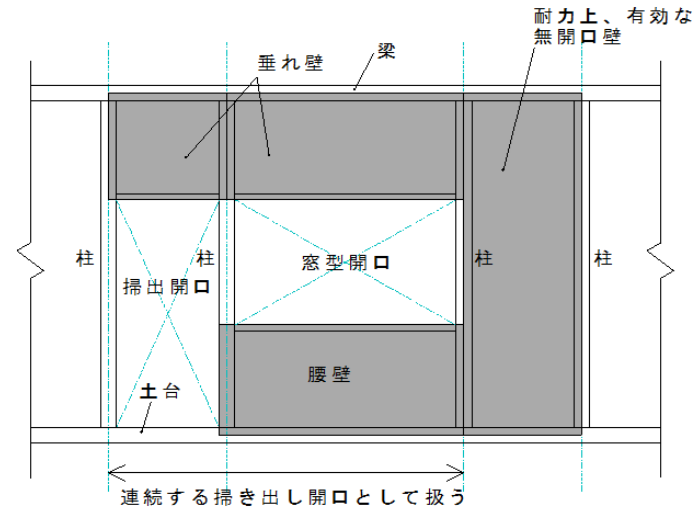 耐力上、有効な
無開口壁
梁
垂れ壁
柱
柱
窓型開口
柱
柱
掃出開口
腰壁
土台
連続する掃き出し開口として扱う